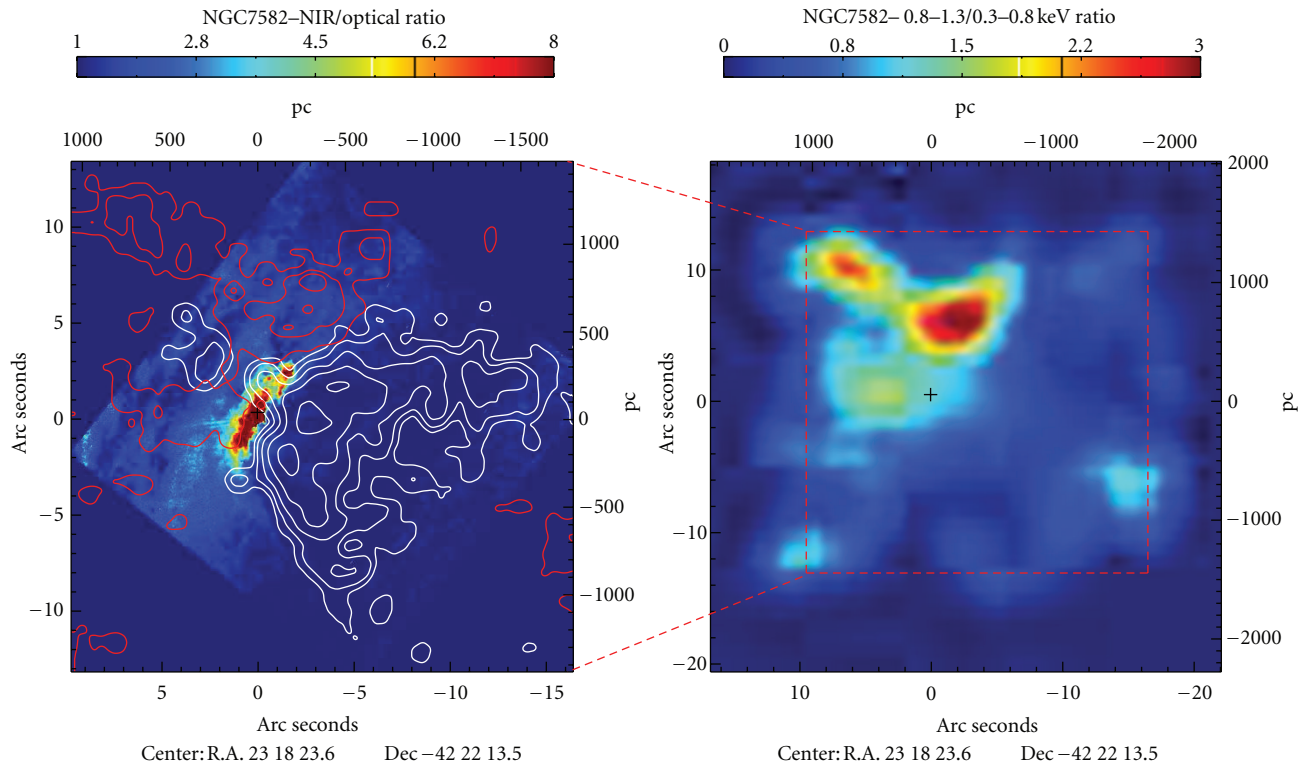 NGC7582–NIR/optical ratio
1 2.8 4.5 6.2 8
pc
1000 500 0 −500 −1000 −1500
10
5
0
−5
−10
Arc seconds
1000
500
0
−500
−1000
pc
5 0 −5 −10 −15
Arc seconds
Center: R.A. 23 18 23.6 Dec −42 22 13.5
NGC7582– 0.8–1.3/0.3–0.8 keV ratio
0 0.8 1.5 2.2 3
pc
1000 0 −1000 −2000
10
0
−10
−20
Arc seconds
2000
1000
0
−1000
−2000
pc
10 0 −10 −20
Arc seconds
Center: R.A. 23 18 23.6 Dec −42 22 13.5